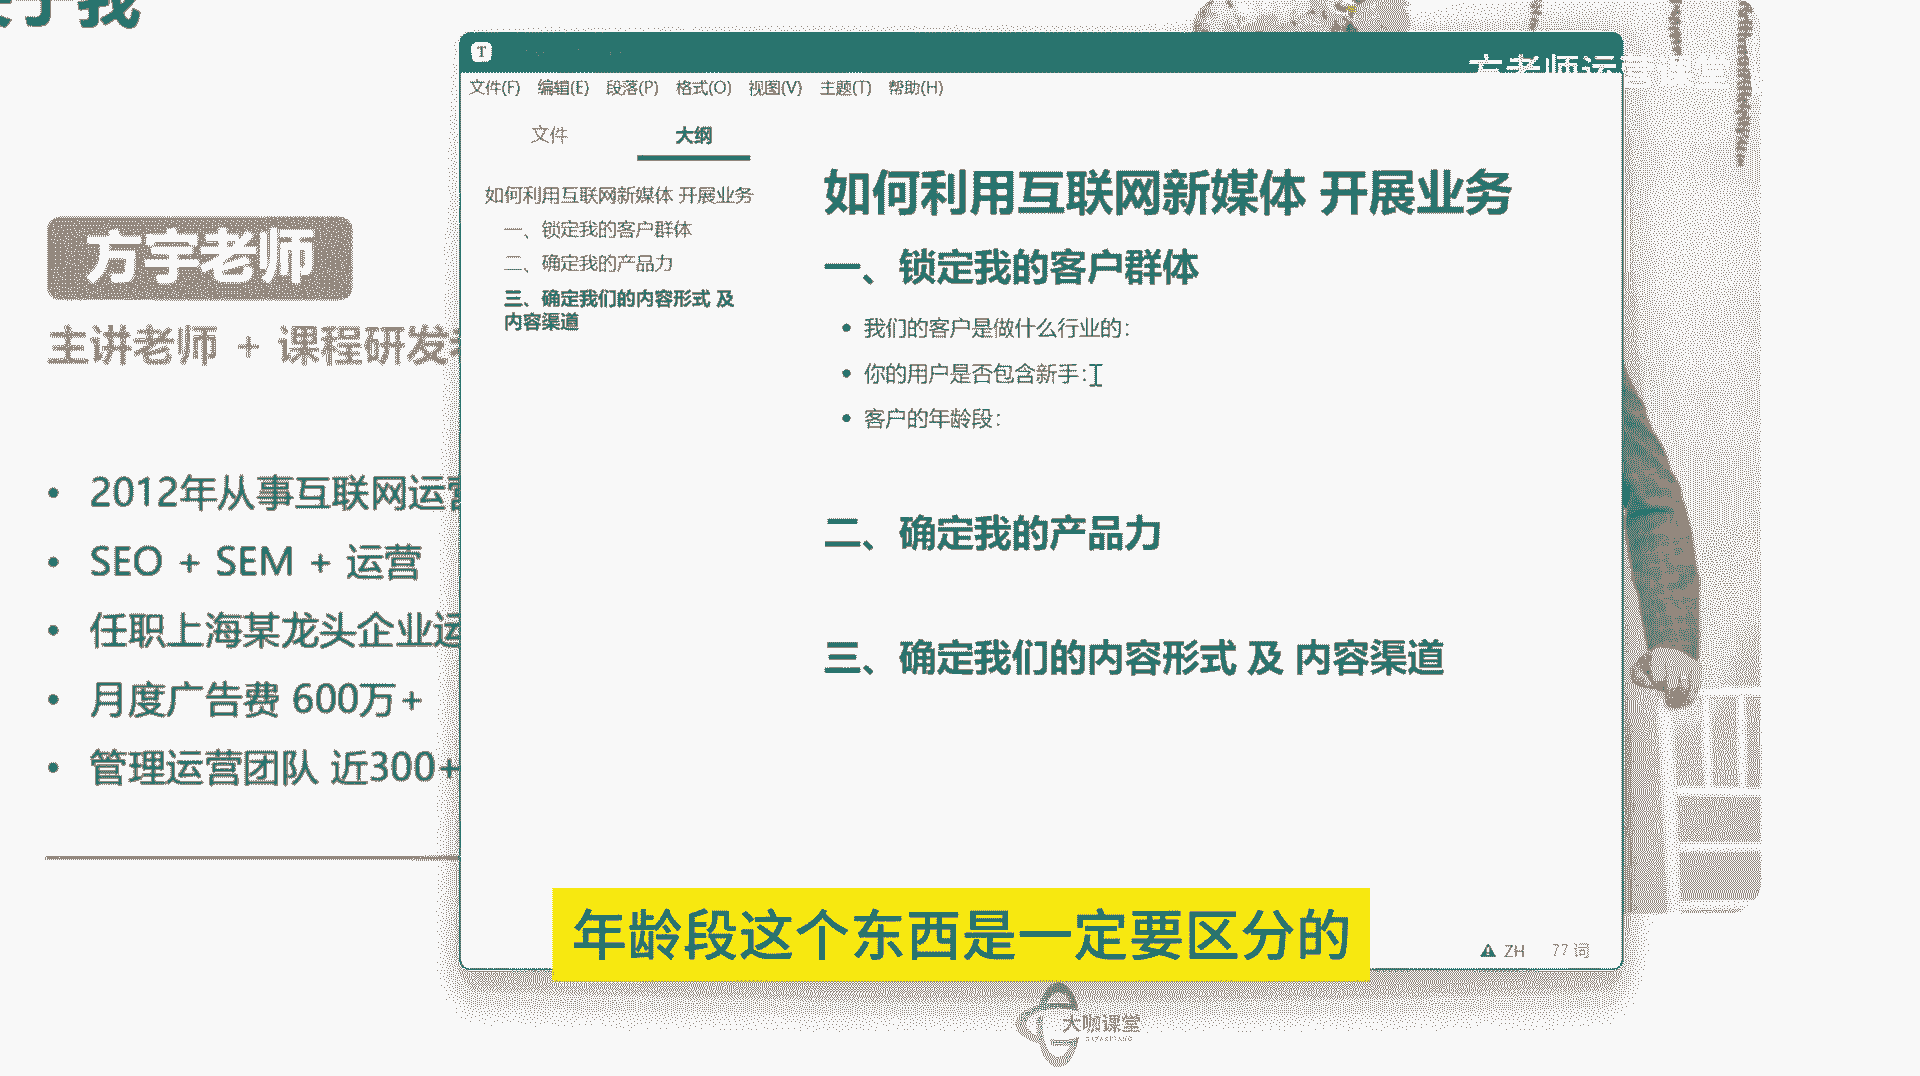 我
方宇老师
主讲老师 + 课程研发
2012年从事互联网运营
SEO + SEM + 运营
任职上海某龙头企业运
月度广告费 600万+
管理运营团队 近300+
T
方老师运营课堂
文件(F) 编辑(E) 段落(P) 格式(O) 视图(V) 主题(T) 帮助(H)
文件 大纲
如何利用互联网新媒体 开展业务
一、锁定我的客户群体
二、确定我的产品力
三、确定我们的内容形式 及
内容渠道
如何利用互联网新媒体 开展业务
一、锁定我的客户群体
我们的客户是做什么行业的：
你的用户是否包含新手：
客户的年龄段：
二、确定我的产品力
三、确定我们的内容形式 及 内容渠道
ZH 77 词
年龄段这个东西是一定要区分的
大咖课堂